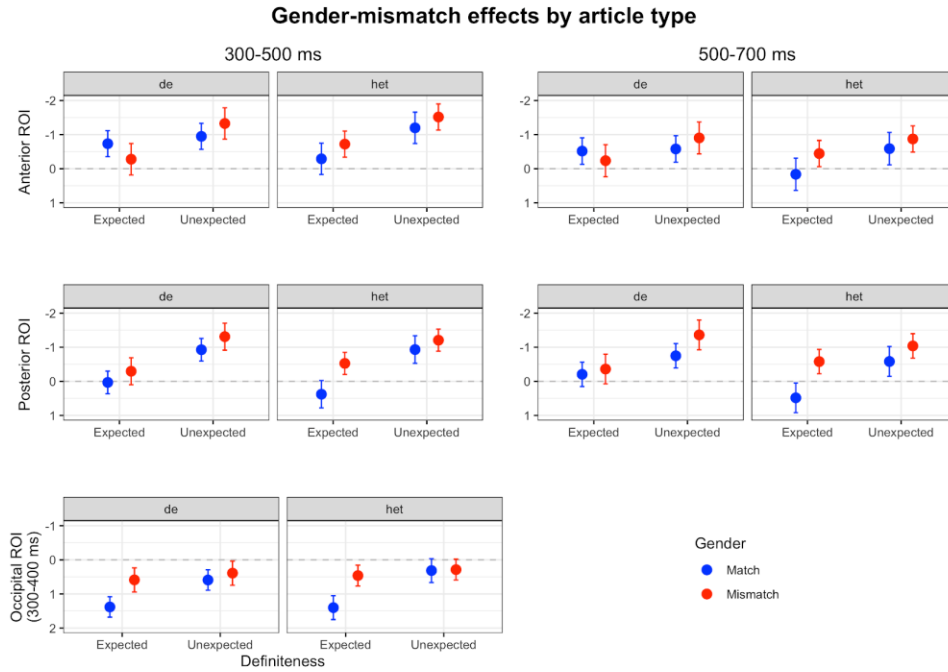 Gender-mismatch effects by article type
300-500 ms
500-700 ms
de
het
de
het
Anterior ROI
-2
-1
0
1
Expected
Unexpected
Expected
Unexpected
Expected
Unexpected
Expected
Unexpected
de
het
de
het
Posterior ROI
-2
-1
0
1
Expected
Unexpected
Expected
Unexpected
Expected
Unexpected
Expected
Unexpected
de
het
Occipital ROI
(300-400 ms)
-1
0
1
2
Expected
Unexpected
Expected
Unexpected
Definiteness
Gender
Match
Mismatch